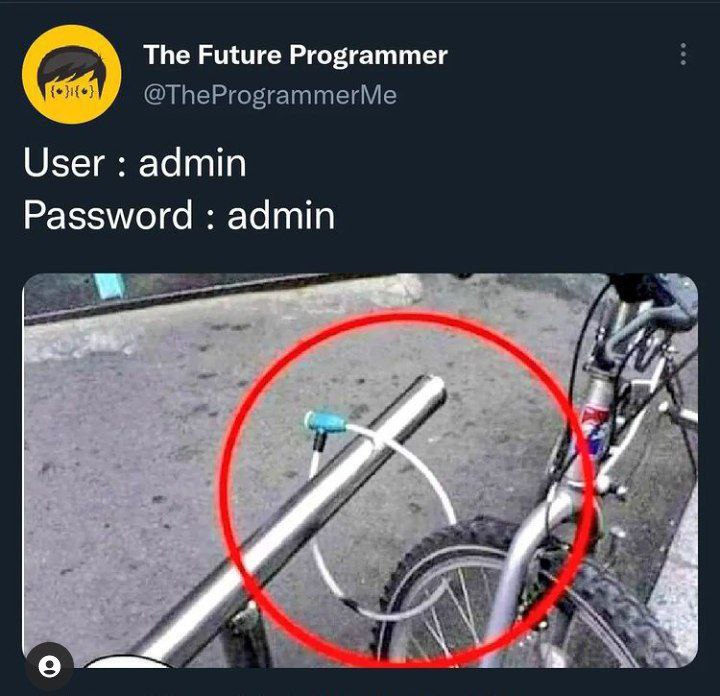 The Future Programmer
@TheProgrammerMe
User : admin
Password : admin